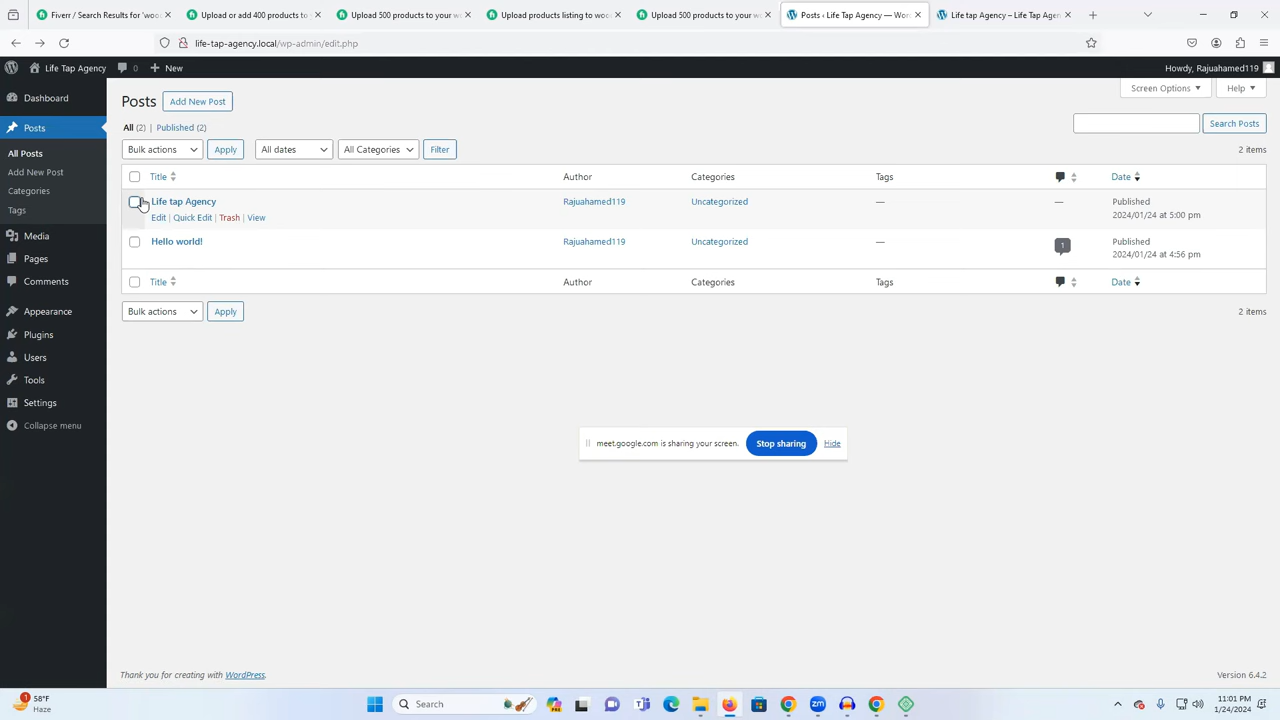 Fiverr / Search Results for 'woo
Upload or add 400 products to
Upload 500 products to your w
Upload products listing to woo
Upload 500 products to your w
Posts ‹ Life Tap Agency — Wor
Life tap Agency – Life Tap Agen
life-tap-agency.local/wp-admin/edit.php
Life Tap Agency 0 New
Howdy, Rajuahamed119
Dashboard
Posts
All Posts
Add New Post
Categories
Tags
Media
Pages
Comments
Appearance
Plugins
Users
Tools
Settings
Collapse menu
Screen Options Help
Posts Add New Post
All (2) | Published (2)
Search Posts
Bulk actions Apply All dates All Categories Filter
2 items
Title Author Categories Tags Date
Life tap Agency Rajuahamed119 Uncategorized — — Published
Edit | Quick Edit | Trash | View 2024/01/24 at 5:00 pm
Hello world! Rajuahamed119 Uncategorized — 1 Published
2024/01/24 at 4:56 pm
Title Author Categories Tags Date
Bulk actions Apply 2 items
meet.google.com is sharing your screen. Stop sharing Hide
Thank you for creating with WordPress.
Version 6.4.2
1
58°F
Haze
Search
zm
11:01 PM
1/24/2024